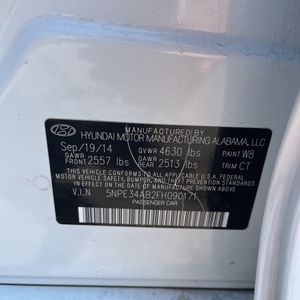 HYUNDAI MOTOR MANUFACTURING ALABAMA, LLC
Sep/19/14 GVWR 4630 lbs PAINT W8
GAWR FRONT 2557 lbs GAWR REAR 2513 lbs TRIM CT
THIS VEHICLE CONFORMS TO ALL APPLICABLE
FEDERAL MOTOR VEHICLE
SAFETY, BUMPER, AND THEFT PREVENTION
STANDARDS IN EFFECT ON THE DATE OF
MANUFACTURE SHOWN ABOVE.
V.I.N 5NPE34AB2FH090171
PASSENGER CAR